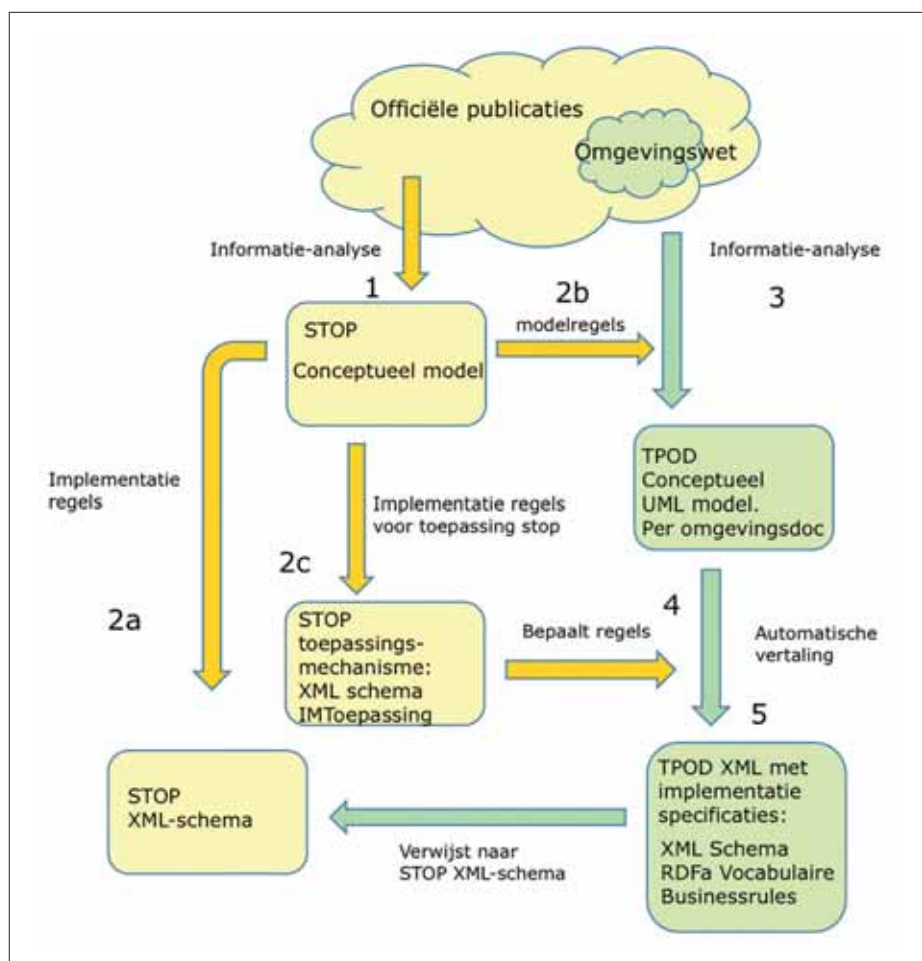 Officiële publicaties
Omgevingswet
Informatie-analyse
Informatie-analyse
1
2b
3
modelregels
STOP
Conceptueel model
Implementatie
regels
Implementatie regels
voor toepassing stop
TPOD
Conceptueel
UML model.
Per omgevingsdoc
2c
2a
4
STOP
toepassings-
mechanisme:
XML schema
IMToepassing
Bepaalt regels
Automatische
vertaling
5
STOP
XML-schema
TPOD XML met
implementatie
specificaties:
XML Schema
RDFa Vocabulaire
Businessrules
Verwijst naar
STOP XML-schema